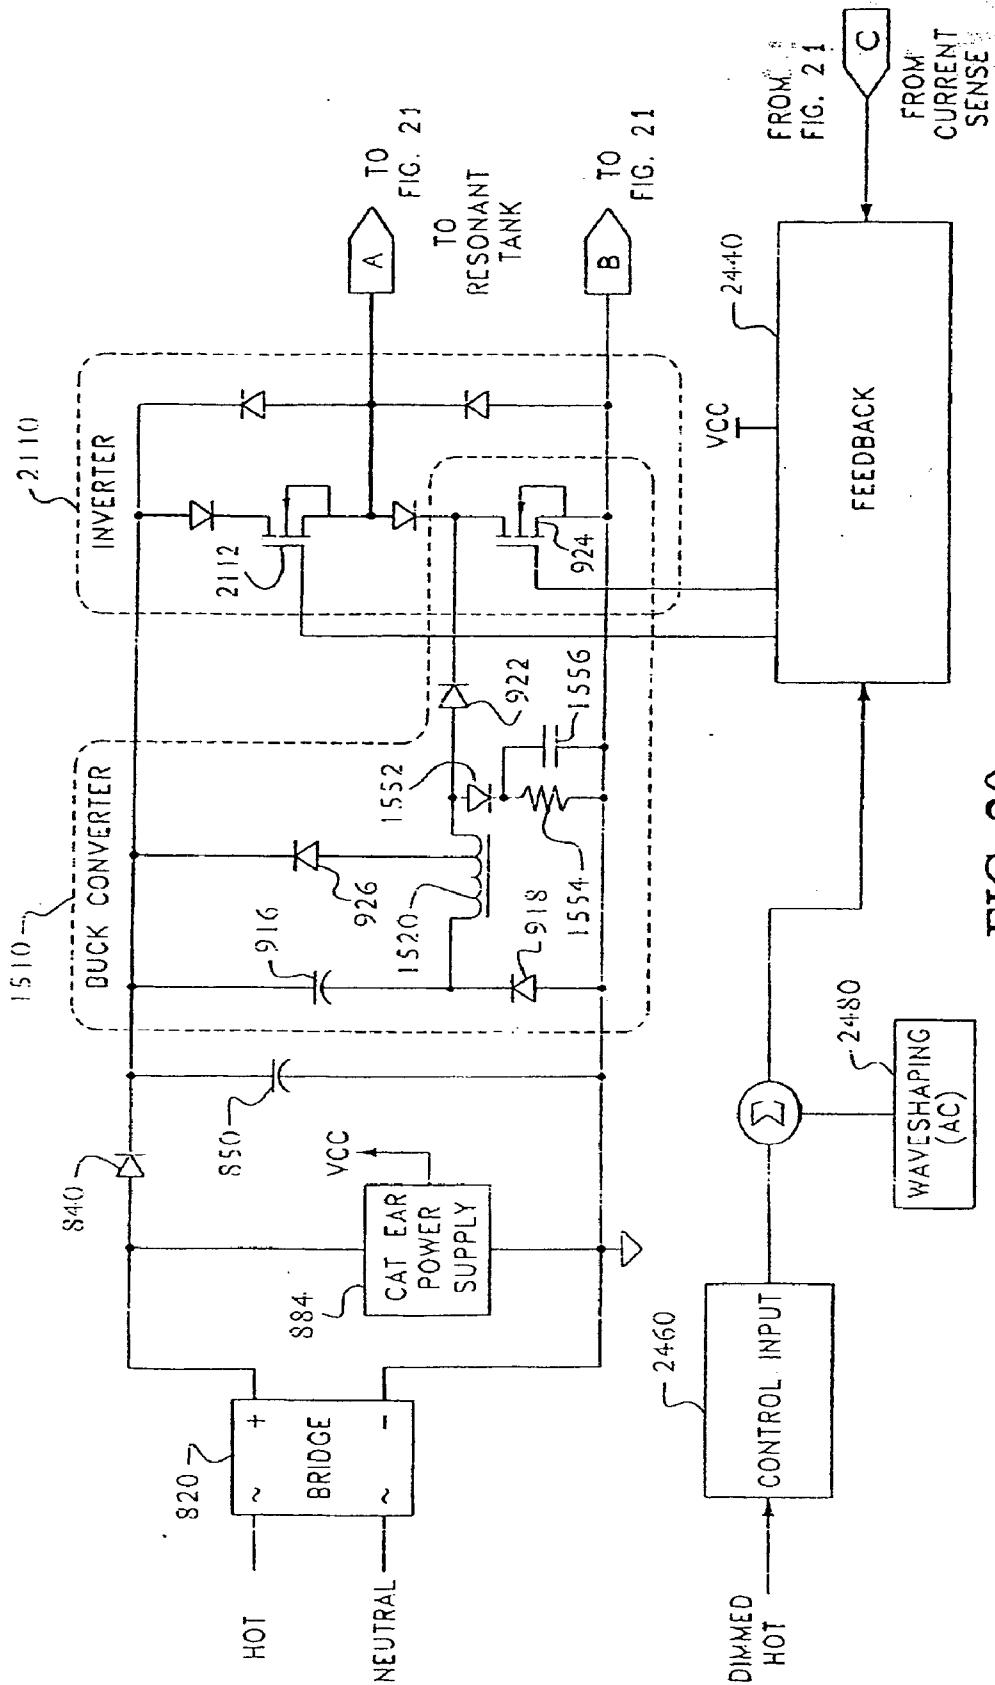 1510
BUCK CONVERTER
2110
INVERTER
840
850
916
926
1520
918
1552
1554
922
1556
2112
924
A
TO
FIG. 21
TO
RESONANT
TANK
B
TO
FIG. 21
HOT
NEUTRAL
820
~ +
BRIDGE
~ –
884
CAT EAR
POWER
SUPPLY
VCC
DIMMED
HOT
2460
CONTROL INPUT
Σ
2480
WAVESHAPING
(AC)
VCC
2440
FEEDBACK
FROM
FIG. 21
C
FROM
CURRENT
SENSE